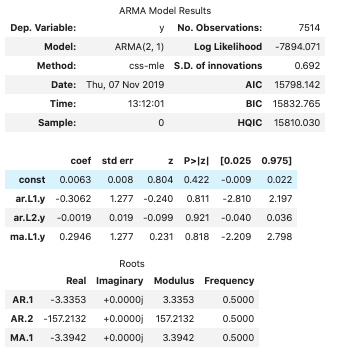 ARMA Model Results
Dep. Variable: y No. Observations: 7514
Model: ARMA(2, 1) Log Likelihood -7894.071
Method: css-mle S.D. of innovations 0.692
Date: Thu, 07 Nov 2019 AIC 15798.142
Time: 13:12:01 BIC 15832.765
Sample: 0 HQIC 15810.030
coef std err z P>|z| [0.025 0.975]
const 0.0063 0.008 0.804 0.422 -0.009 0.022
ar.L1.y -0.3062 1.277 -0.240 0.811 -2.810 2.197
ar.L2.y -0.0019 0.019 -0.099 0.921 -0.040 0.036
ma.L1.y 0.2946 1.277 0.231 0.818 -2.209 2.798
Roots
Real Imaginary Modulus Frequency
AR.1 -3.3353 +0.0000j 3.3353 0.5000
AR.2 -157.2132 +0.0000j 157.2132 0.5000
MA.1 -3.3942 +0.0000j 3.3942 0.5000